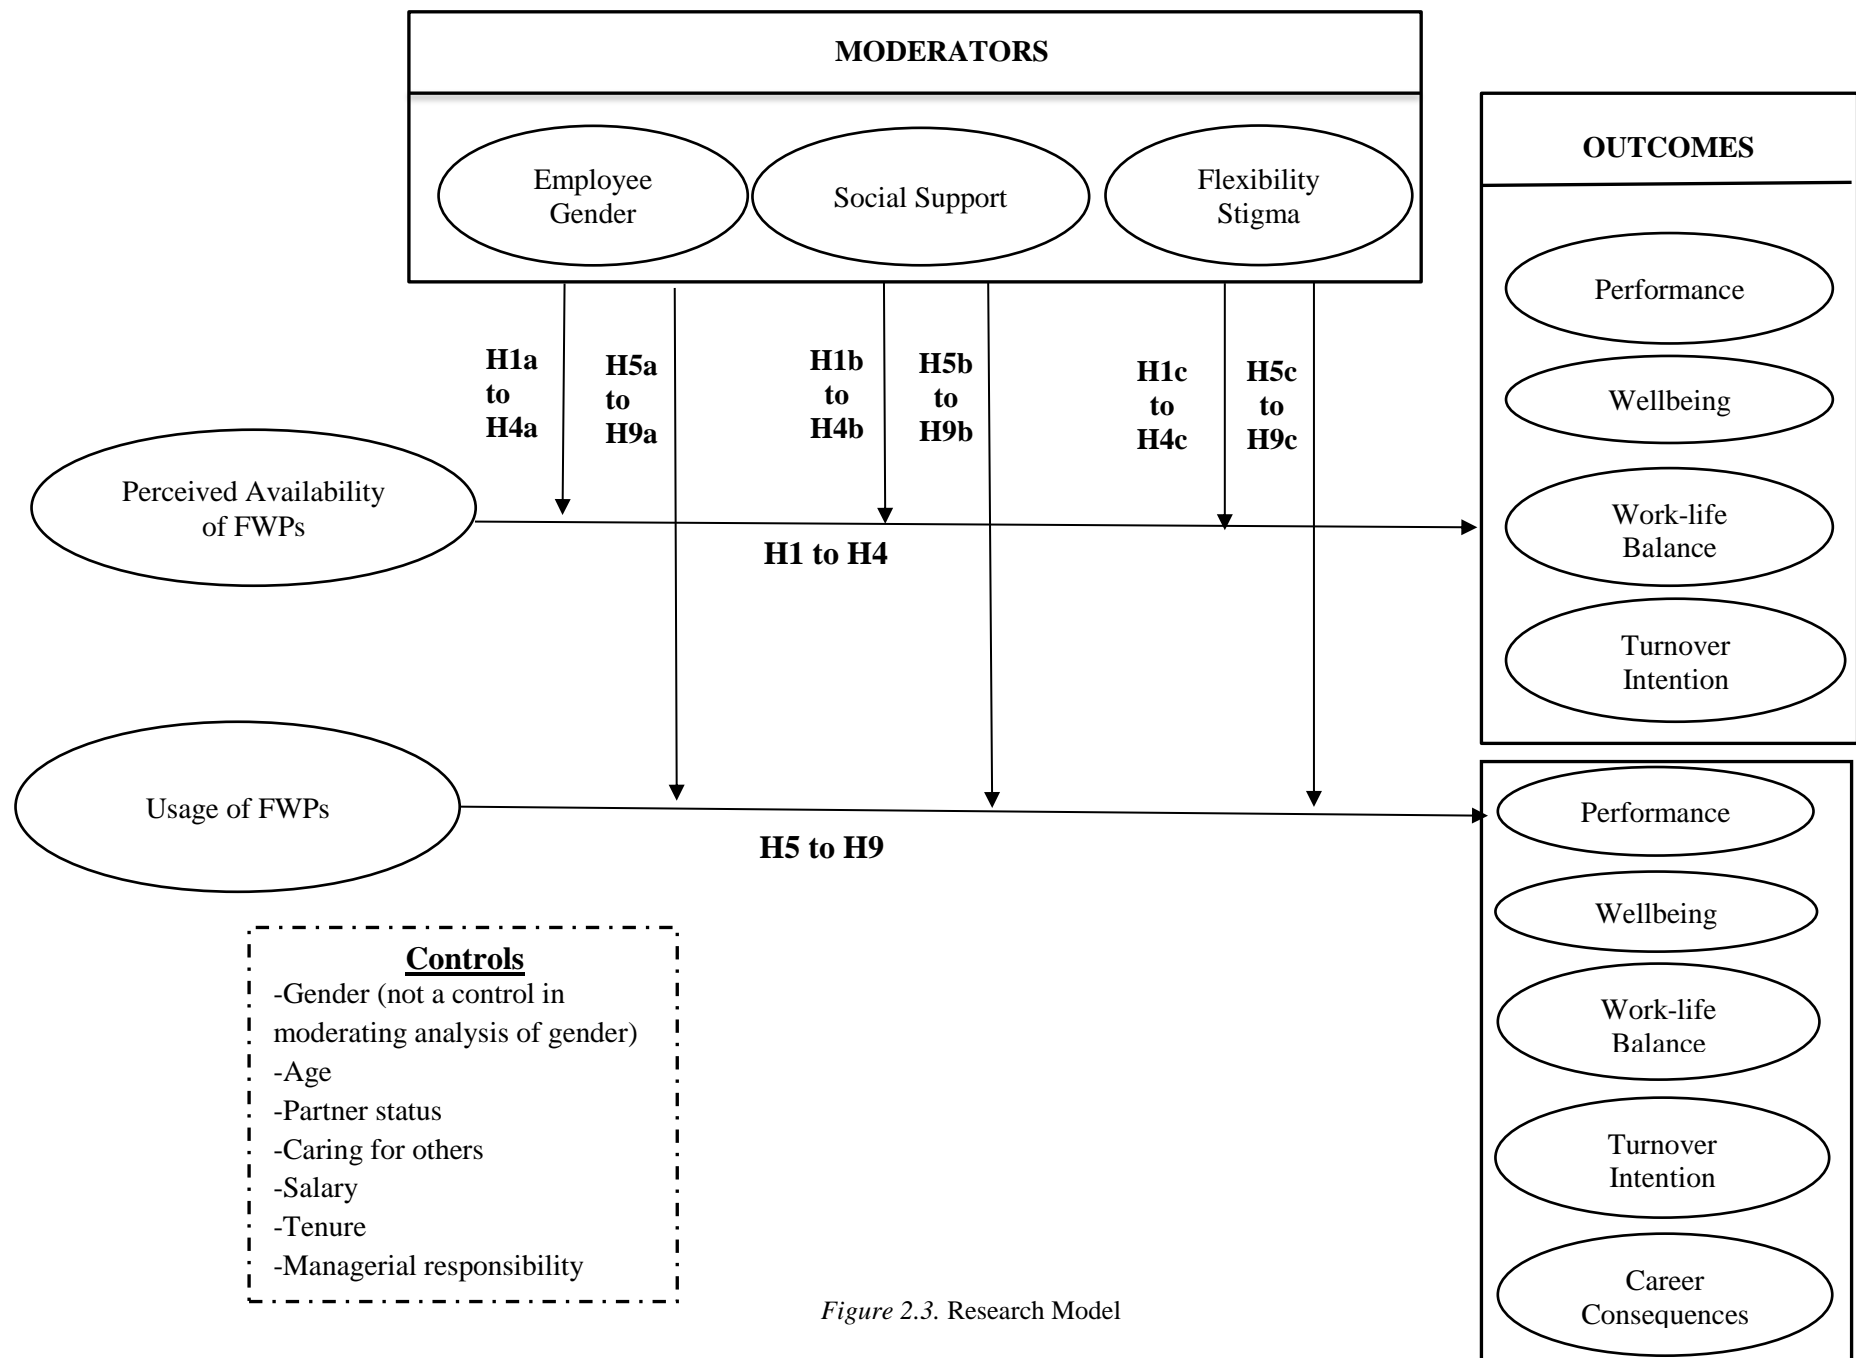 MODERATORS
Employee
Gender
Social Support
Flexibility
Stigma
OUTCOMES
Performance
Wellbeing
Work-life
Balance
Turnover
Intention
H1a
to
H4a
H5a
to
H9a
H1b
to
H4b
H5b
to
H9b
H1c
to
H4c
H5c
to
H9c
Perceived Availability
of FWPs
H1 to H4
Usage of FWPs
H5 to H9
Performance
Wellbeing
Work-life
Balance
Turnover
Intention
Career
Consequences
Controls
-Gender (not a control in
moderating analysis of gender)
-Age
-Partner status
-Caring for others
-Salary
-Tenure
-Managerial responsibility
Figure 2.3. Research Model